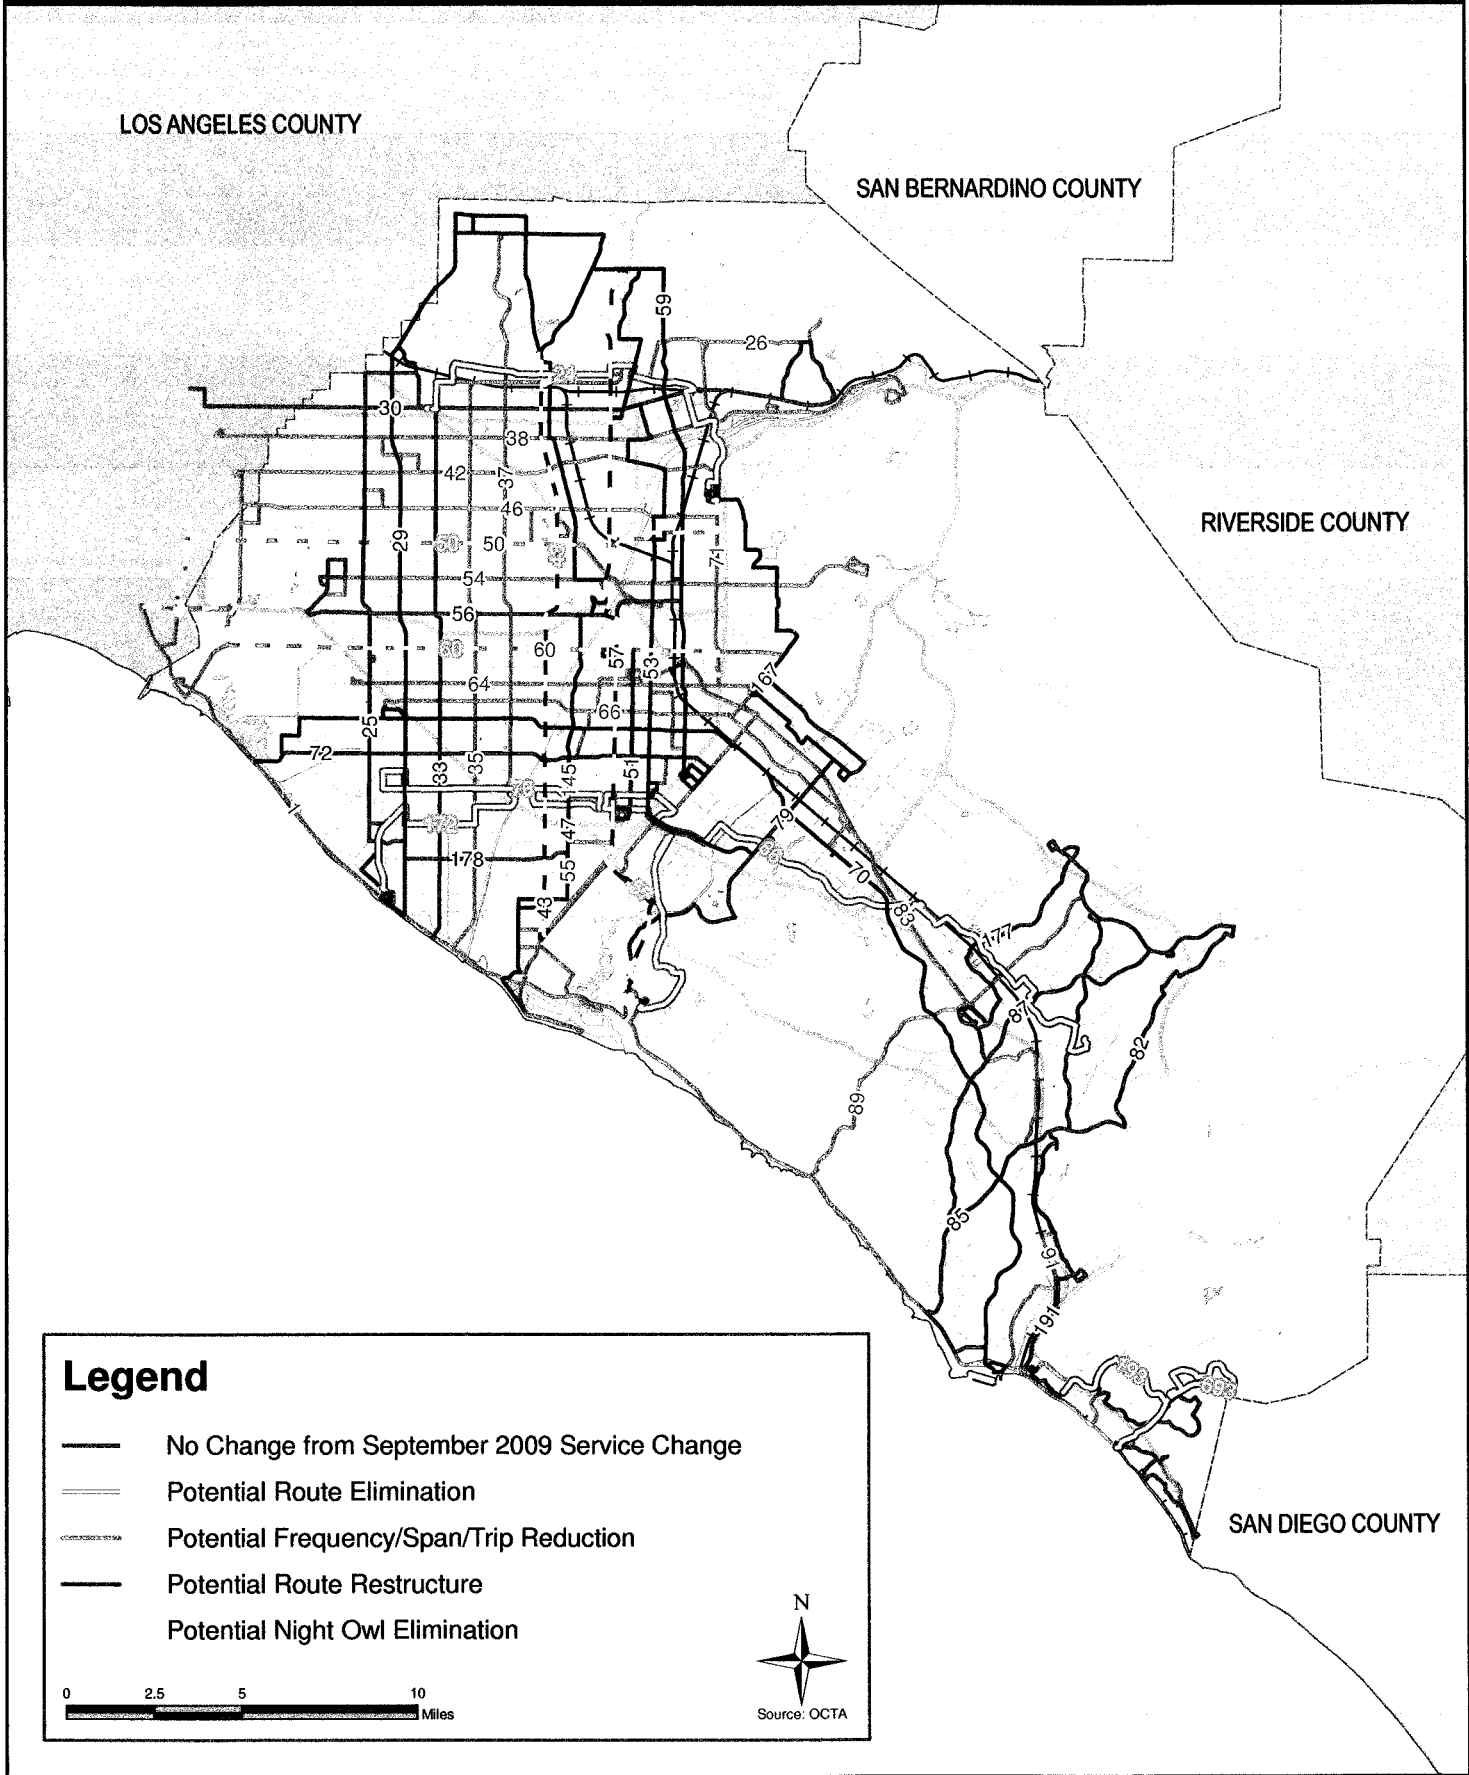 LOS ANGELES COUNTY
SAN BERNARDINO COUNTY
59
26
30
38
42
37
RIVERSIDE COUNTY
46
29
50
50
71
54
56
60
60
57
53
64
167
66
25
72
33
35
45
51
1
79
47
178
55
70
43
83
177
87
82
89
85
91
191
Legend
No Change from September 2009 Service Change
Potential Route Elimination
Potential Frequency/Span/Trip Reduction
Potential Route Restructure
Potential Night Owl Elimination
N
0 2.5 5 10
Miles
Source: OCTA
SAN DIEGO COUNTY